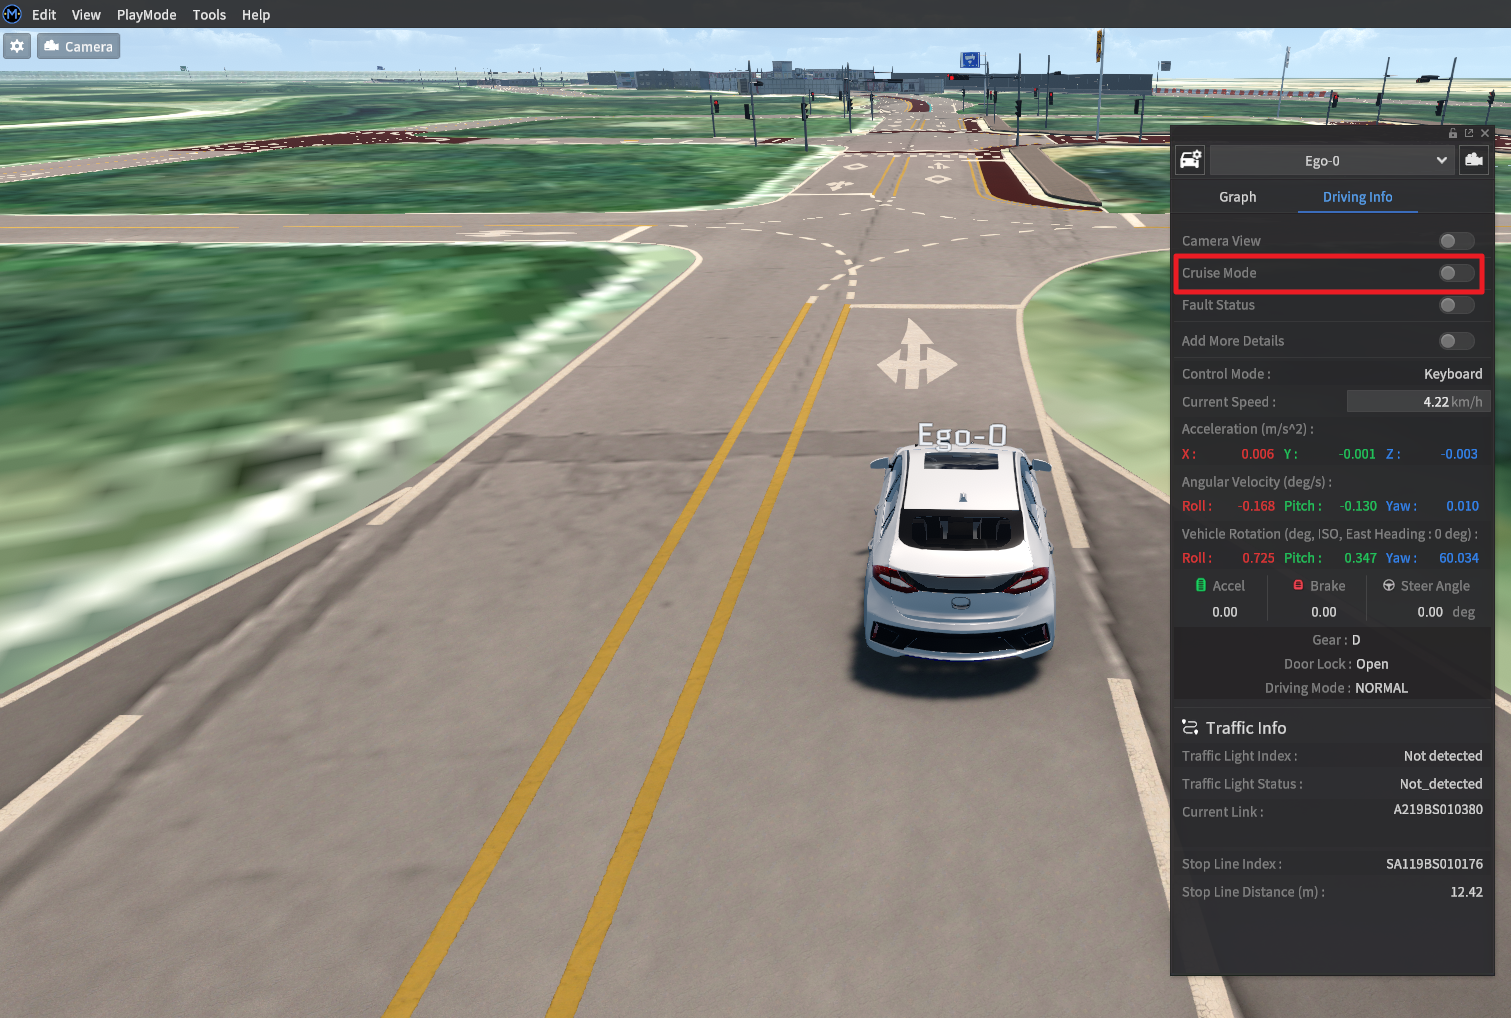 Edit View PlayMode Tools Help
Camera
Ego-0
Ego-0
Graph Driving Info
Camera View
Cruise Mode
Fault Status
Add More Details
Control Mode : Keyboard
Current Speed : 4.22 km/h
Acceleration (m/s^2) :
X : 0.006 Y : -0.001 Z : -0.003
Angular Velocity (deg/s) :
Roll : -0.168 Pitch : -0.130 Yaw : 0.010
Vehicle Rotation (deg, ISO, East Heading : 0 deg) :
Roll : 0.725 Pitch : 0.347 Yaw : 60.034
Accel Brake Steer Angle
0.00 0.00 0.00 deg
Gear : D
Door Lock : Open
Driving Mode : NORMAL
Traffic Info
Traffic Light Index : Not detected
Traffic Light Status : Not_detected
Current Link : A219BS010380
Stop Line Index : SA119BS010176
Stop Line Distance (m) : 12.42